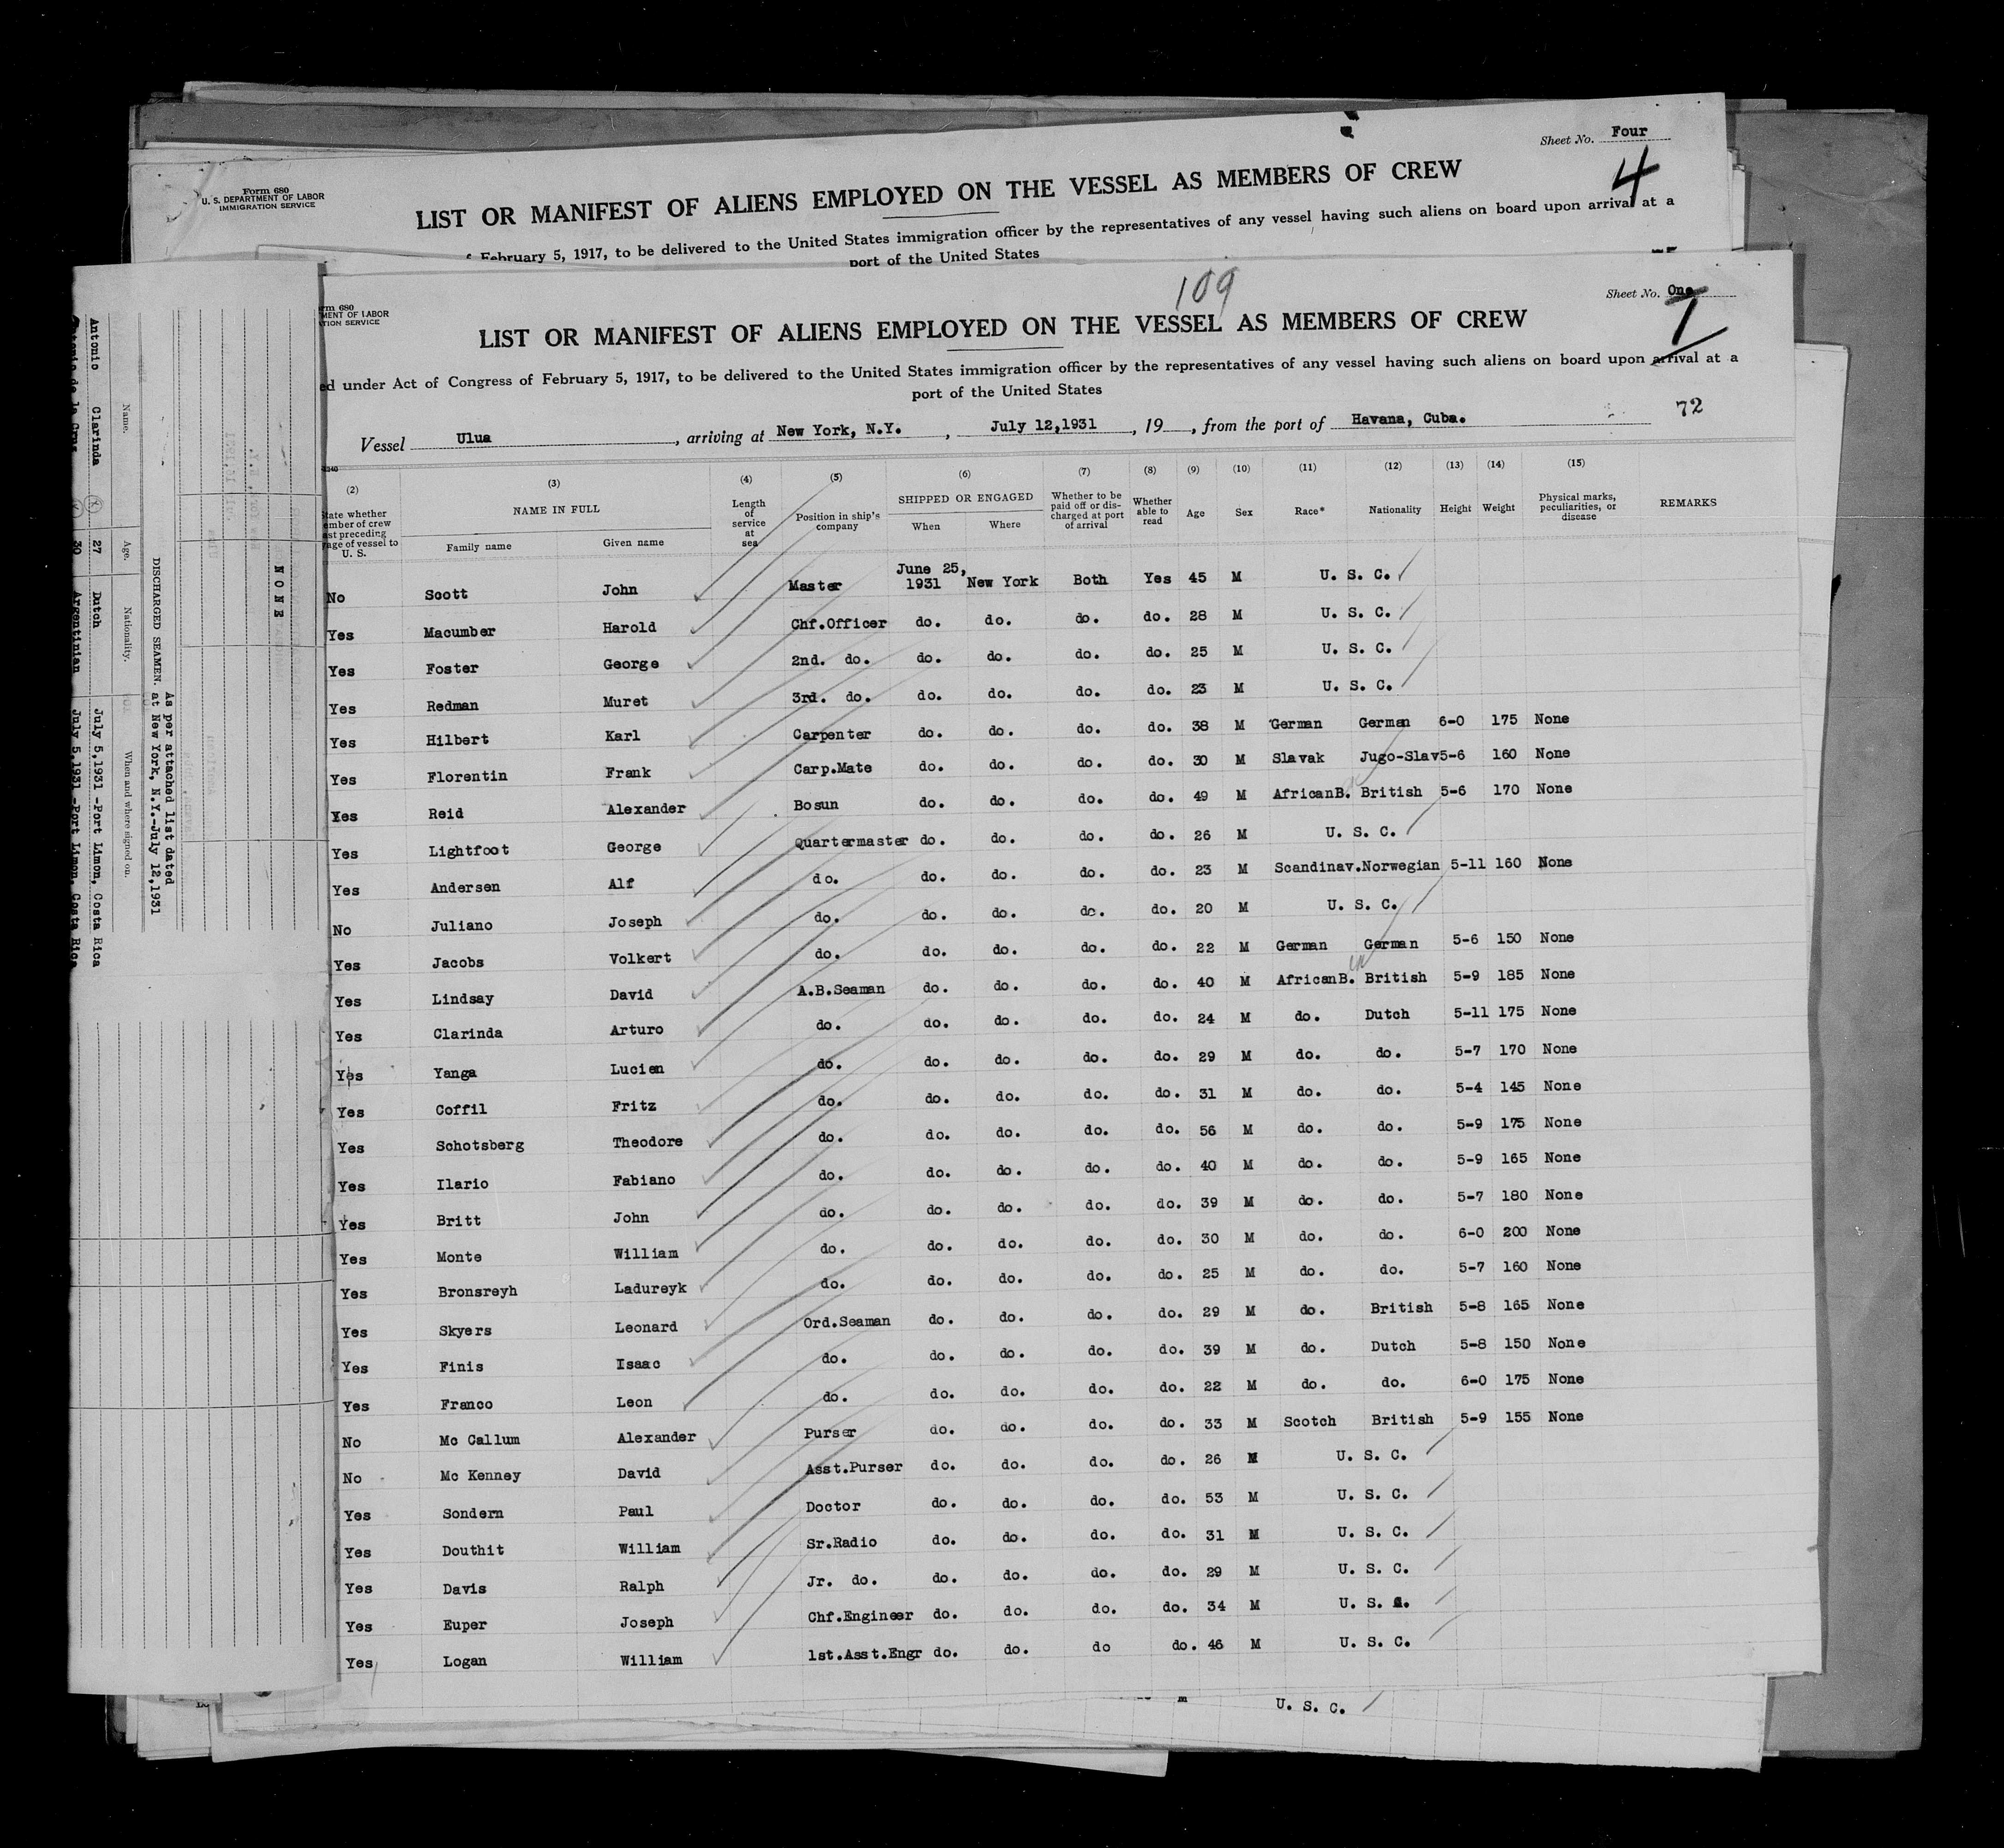 Sheet No. Four
4
Form 680
U. S. DEPARTMENT OF LABOR
IMMIGRATION SERVICE
LIST OR MANIFEST OF ALIENS EMPLOYED ON THE VESSEL AS MEMBERS OF CREW
February 5, 1917, to be delivered to the United States immigration officer by the representatives of any vessel having such aliens on board upon arrival at a
port of the United States
109
Sheet No. One
1
rm 680
MENT OF LABOR
TION SERVICE
LIST OR MANIFEST OF ALIENS EMPLOYED ON THE VESSEL AS MEMBERS OF CREW
ed under Act of Congress of February 5, 1917, to be delivered to the United States immigration officer by the representatives of any vessel having such aliens on board upon arrival at a
port of the United States
72
Vessel Ulua , arriving at New York, N.Y. , July 12,1931 , 19 , from the port of Havana, Cuba.
(2) (3) (4) (5) (6) (7) (8) (9) (10) (11) (12) (13) (14) (15)
State whether member of crew last preceding voyage of vessel to U. S. NAME IN FULL Family name Given name Length of service at sea Position in ship's company SHIPPED OR ENGAGED When Where Whether to be paid off or discharged at port of arrival Whether able to read Age Sex Race* Nationality Height Weight Physical marks, peculiarities, or disease REMARKS
No Scott John Master June 25, 1931 New York Both Yes 45 M U. S. C.
Yes Macumber Harold Chf.Officer do. do. do. do. 28 M U. S. C.
Yes Foster George 2nd. do. do. do. do. do. 25 M U. S. C.
Yes Redman Muret 3rd. do. do. do. do. do. 23 M U. S. C.
Yes Hilbert Karl Carpenter do. do. do. do. 38 M German German 6-0 175 None
Yes Florentin Frank Carp.Mate do. do. do. do. 30 M Slavak Jugo-Slav 5-6 160 None
Yes Reid Alexander Bosun do. do. do. do. 49 M AfricanB. British 5-6 170 None
Yes Lightfoot George Quartermaster do. do. do. do. 26 M U. S. C.
Yes Andersen Alf do. do. do. do. do. 23 M Scandinav. Norwegian 5-11 160 None
No Juliano Joseph do. do. do. do. do. 20 M U. S. C.
Yes Jacobs Volkert do. do. do. do. do. 22 M German German 5-6 150 None
Yes Lindsay David A.B.Seaman do. do. do. do. 40 M AfricanB. British 5-9 185 None
Yes Clarinda Arturo do. do. do. do. do. 24 M do. Dutch 5-11 175 None
Yes Yanga Lucien do. do. do. do. do. 29 M do. do. 5-7 170 None
Yes Coffil Fritz do. do. do. do. do. 31 M do. do. 5-4 145 None
Yes Schotsberg Theodore do. do. do. do. do. 56 M do. do. 5-9 175 None
Yes Ilario Fabiano do. do. do. do. do. 40 M do. do. 5-9 165 None
Yes Britt John do. do. do. do. do. 39 M do. do. 5-7 180 None
Yes Monte William do. do. do. do. do. 30 M do. do. 6-0 200 None
Yes Bronsreyh Ladureyk do. do. do. do. do. 25 M do. do. 5-7 160 None
Yes Skyers Leonard Ord.Seaman do. do. do. do. 29 M do. British 5-8 165 None
Yes Finis Isaac do. do. do. do. do. 39 M do. Dutch 5-8 150 None
Yes Franco Leon do. do. do. do. do. 22 M do. do. 6-0 175 None
No Mc Callum Alexander Purser do. do. do. do. 33 M Scotch British 5-9 155 None
No Mc Kenney David Asst.Purser do. do. do. do. 26 M U. S. C.
Yes Sondern Paul Doctor do. do. do. do. 53 M U. S. C.
Yes Douthit William Sr.Radio do. do. do. do. 31 M U. S. C.
Yes Davis Ralph Jr. do. do. do. do. do. 29 M U. S. C.
Yes Euper Joseph Chf.Engineer do. do. do. do. 34 M U. S. C.
Yes Logan William 1st.Asst.Engr do. do. do do. 46 M U. S. C.
U. S. C.
NONE
As per attached list dated
DISCHARGED SEAMEN. at New York, N.Y.-July 12,1931
Name. Age. Nationality. When and where signed on.
Antonio Clarinda 27 Dutch July 5,1931 -Port Limon, Costa Rica
Antonio de la Cruz 30 Argentinian July 5,1931 -Port Limon, Costa Rica